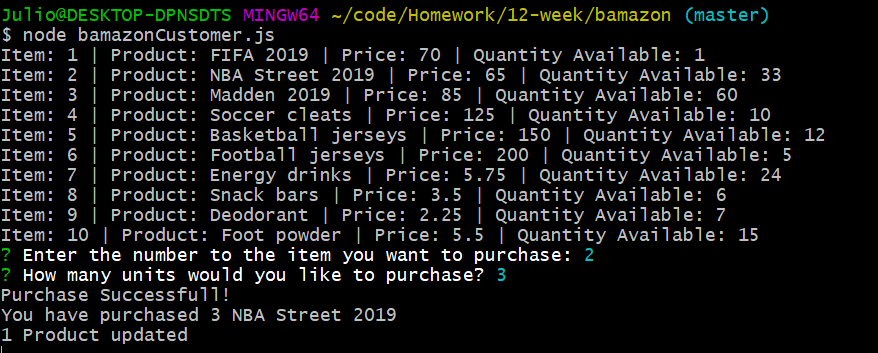 Julio@DESKTOP-DPNSDTS MINGW64 ~/code/Homework/12-week/bamazon (master)
$ node bamazonCustomer.js
Item: 1 | Product: FIFA 2019 | Price: 70 | Quantity Available: 1
Item: 2 | Product: NBA Street 2019 | Price: 65 | Quantity Available: 33
Item: 3 | Product: Madden 2019 | Price: 85 | Quantity Available: 60
Item: 4 | Product: Soccer cleats | Price: 125 | Quantity Available: 10
Item: 5 | Product: Basketball jerseys | Price: 150 | Quantity Available: 12
Item: 6 | Product: Football jerseys | Price: 200 | Quantity Available: 5
Item: 7 | Product: Energy drinks | Price: 5.75 | Quantity Available: 24
Item: 8 | Product: Snack bars | Price: 3.5 | Quantity Available: 6
Item: 9 | Product: Deodorant | Price: 2.25 | Quantity Available: 7
Item: 10 | Product: Foot powder | Price: 5.5 | Quantity Available: 15
? Enter the number to the item you want to purchase: 2
? How many units would you like to purchase? 3
Purchase Successfull!
You have purchased 3 NBA Street 2019
1 Product updated